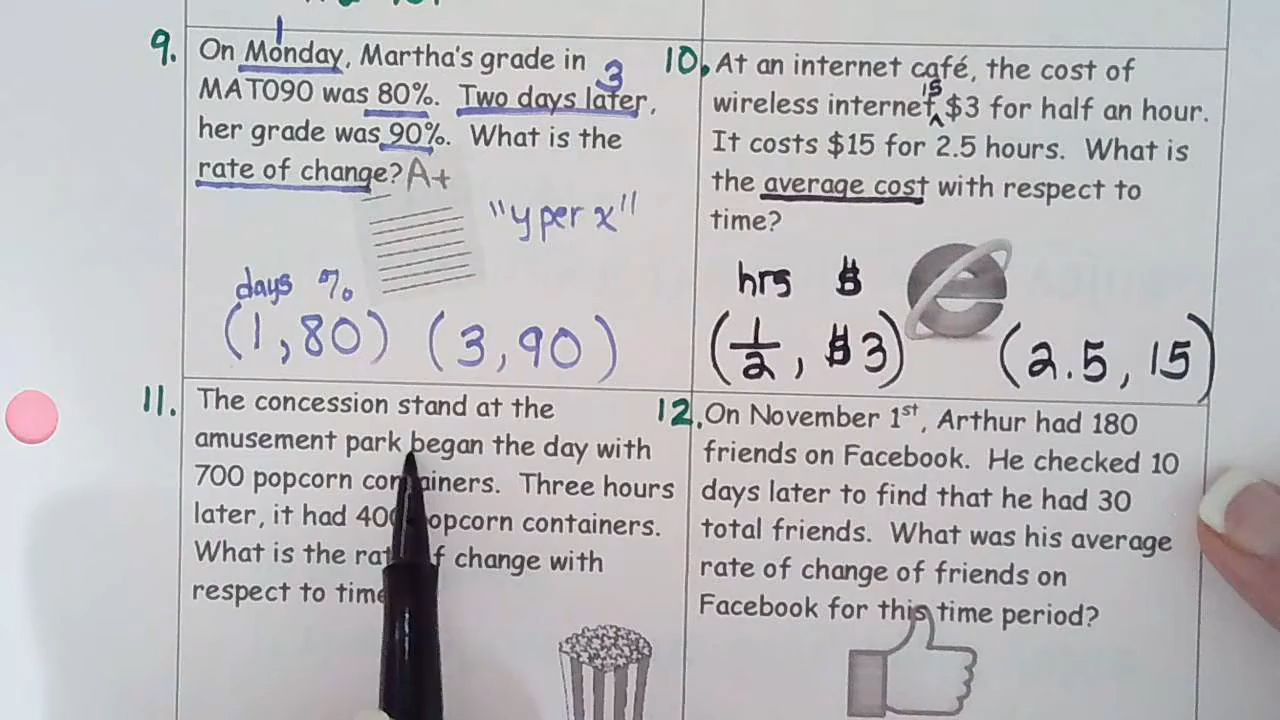 9. On Monday, Martha's grade in
1
MAT090 was 80%. Two days later,
3
her grade was 90%. What is the
rate of change?
A+
"y per x"
days %
(1, 80) (3, 90)
10. At an internet café, the cost of
wireless internet is $3 for half an hour.
It costs $15 for 2.5 hours. What is
the average cost with respect to
time?
hrs $
(1/2, $3) (2.5, 15)
11. The concession stand at the
amusement park began the day with
700 popcorn containers. Three hours
later, it had 400 popcorn containers.
What is the rate of change with
respect to time
12. On November 1st, Arthur had 180
friends on Facebook. He checked 10
days later to find that he had 30
total friends. What was his average
rate of change of friends on
Facebook for this time period?